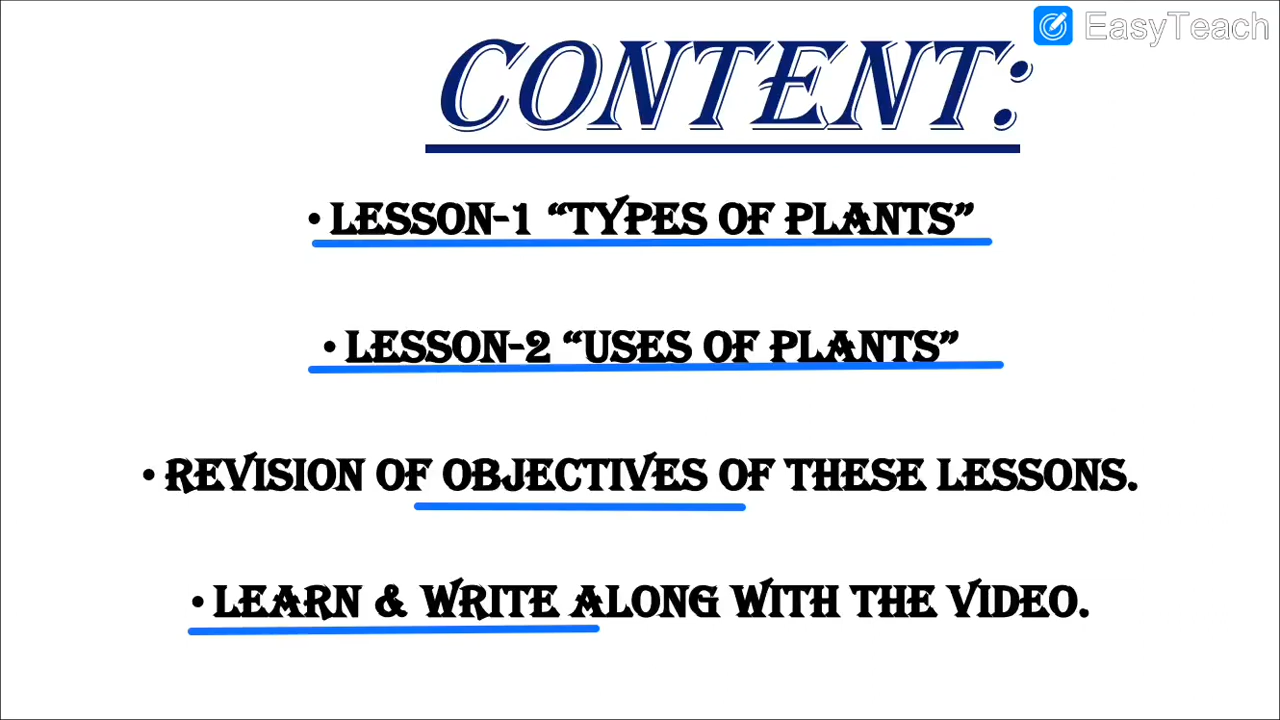 EasyTeach
CONTENT:
• LESSON-1 “TYPES OF PLANTS”
• LESSON-2 “USES OF PLANTS”
• REVISION OF OBJECTIVES OF THESE LESSONS.
• LEARN & WRITE ALONG WITH THE VIDEO.